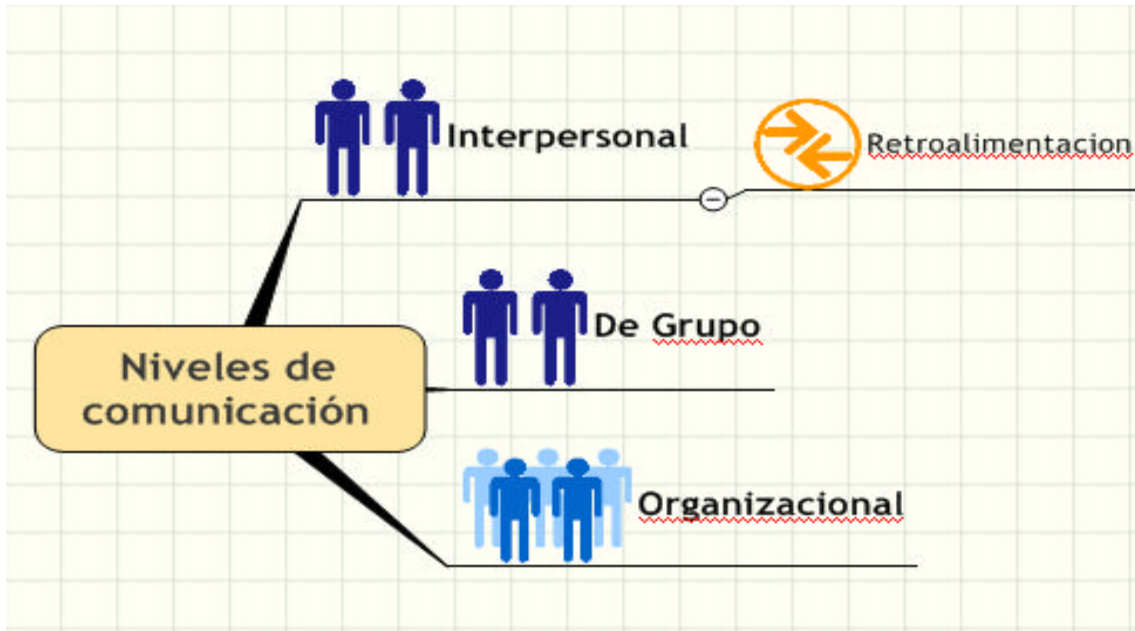 Interpersonal
Retroalimentacion
De Grupo
Niveles de
comunicación
Organizacional